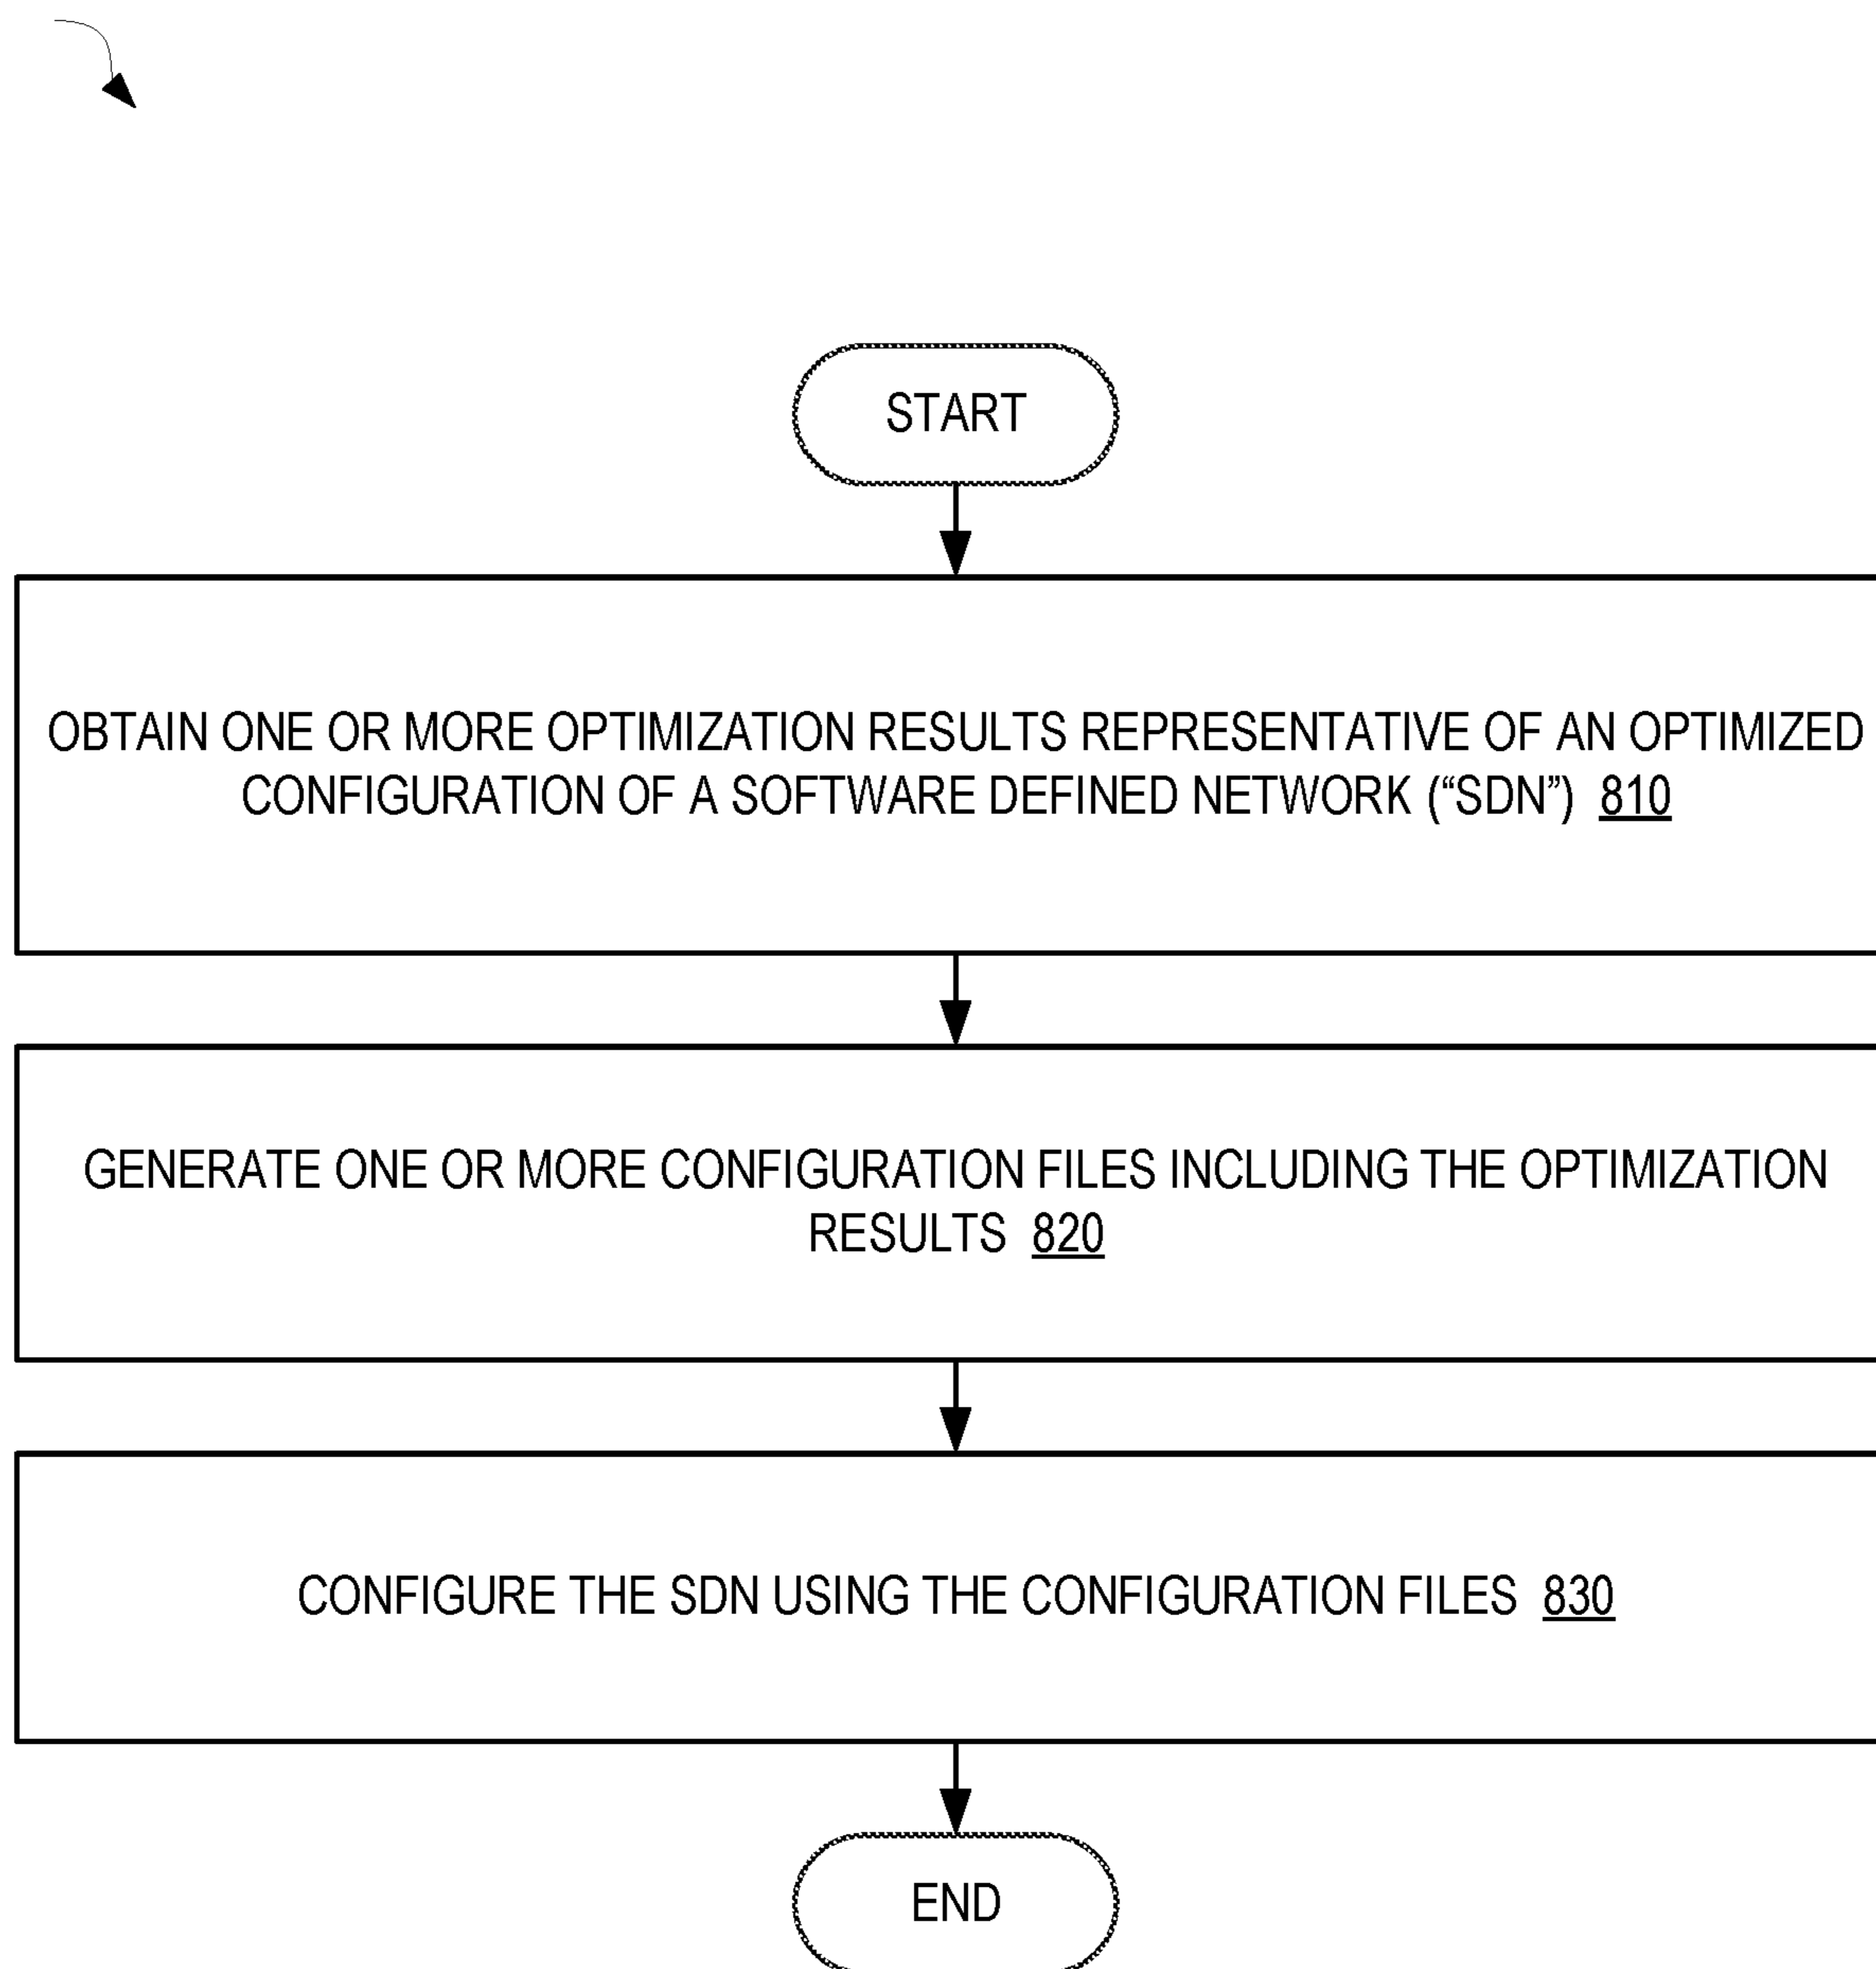 START
OBTAIN ONE OR MORE OPTIMIZATION RESULTS REPRESENTATIVE OF AN OPTIMIZED
CONFIGURATION OF A SOFTWARE DEFINED NETWORK (“SDN”) 810
GENERATE ONE OR MORE CONFIGURATION FILES INCLUDING THE OPTIMIZATION
RESULTS 820
CONFIGURE THE SDN USING THE CONFIGURATION FILES 830
END